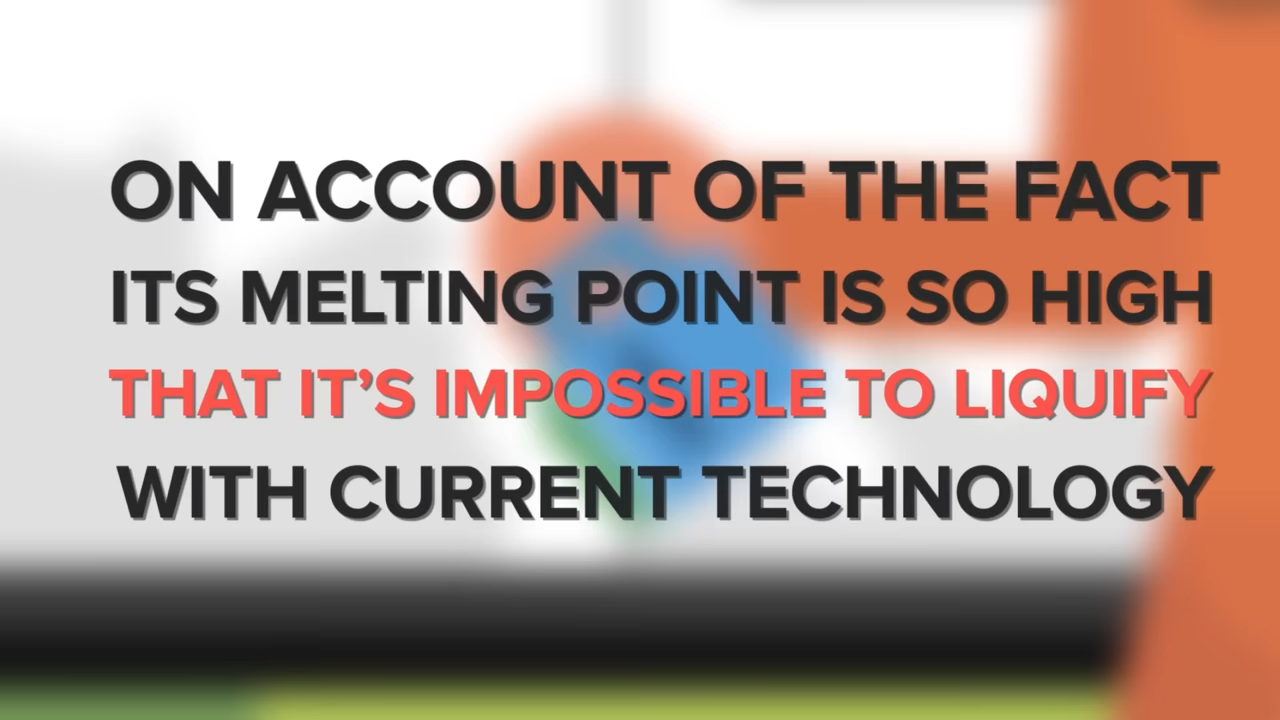 ON ACCOUNT OF THE FACT
ITS MELTING POINT IS SO HIGH
THAT IT’S IMPOSSIBLE TO LIQUIFY
WITH CURRENT TECHNOLOGY